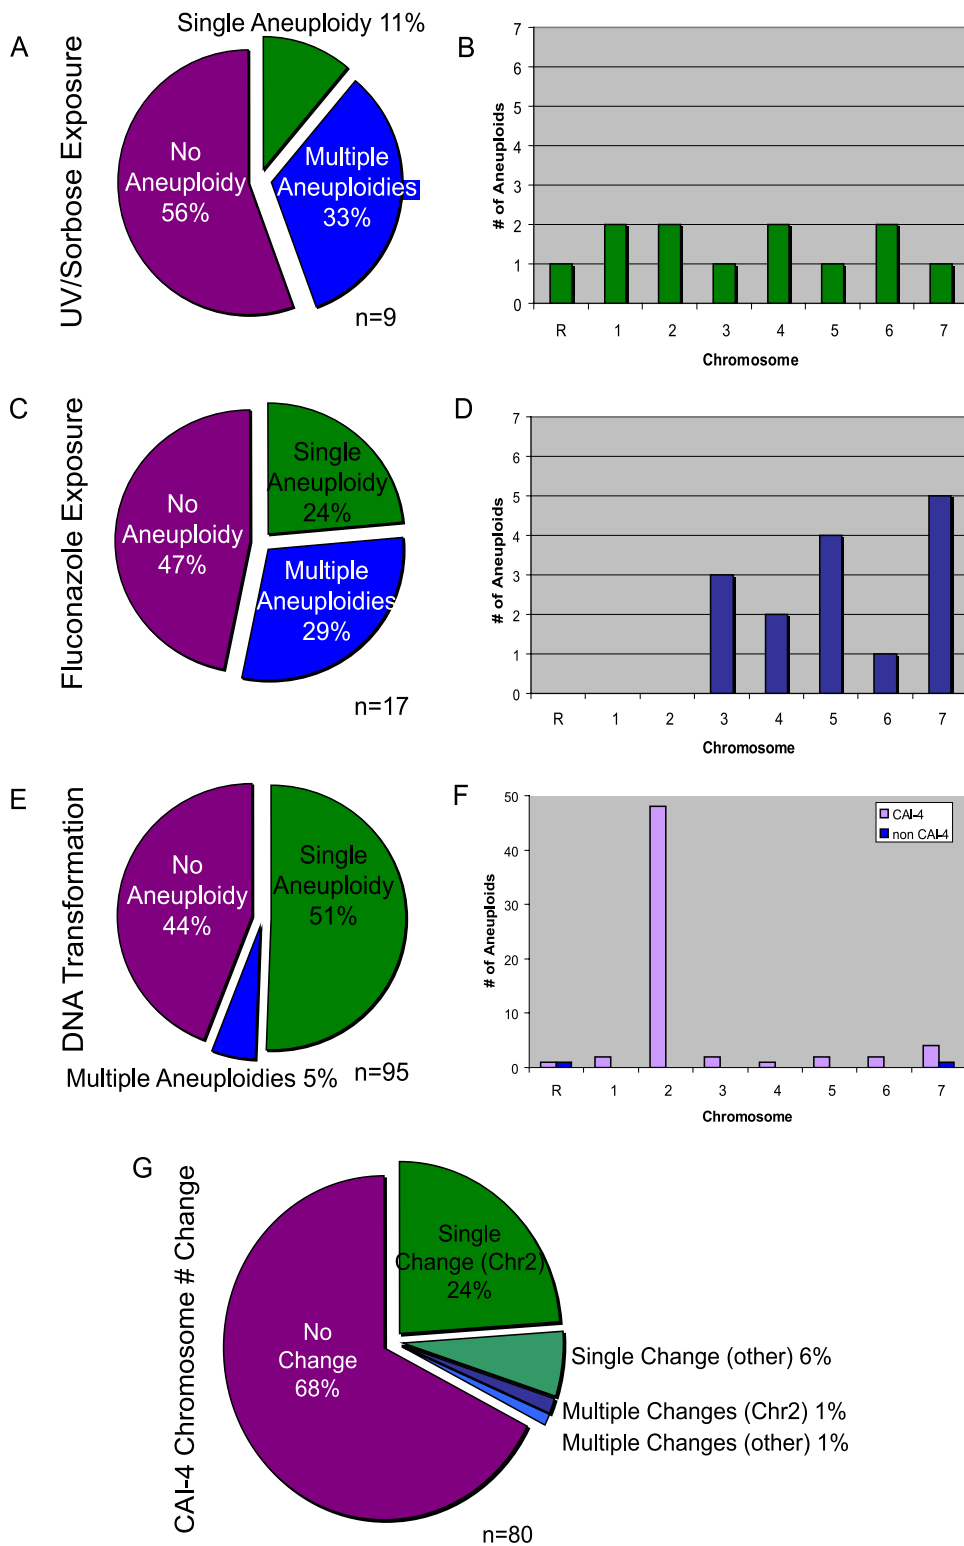 A
UV/Sorbose Exposure
Single Aneuploidy 11%
No
Aneuploidy
56%
Multiple
Aneuploidies
33%
n=9
B
# of Aneuploids
7
6
5
4
3
2
1
0
R 1 2 3 4 5 6 7
Chromosome
C
Fluconazole Exposure
No
Aneuploidy
47%
Single
Aneuploidy
24%
Multiple
Aneuploidies
29%
n=17
D
# of Aneuploids
7
6
5
4
3
2
1
0
R 1 2 3 4 5 6 7
Chromosome
E
DNA Transformation
No
Aneuploidy
44%
Single
Aneuploidy
51%
Multiple Aneuploidies 5%
n=95
F
# of Aneuploids
50
40
30
20
10
0
CAI-4
non CAI-4
R 1 2 3 4 5 6 7
Chromosome
G
CAI-4 Chromosome # Change
No
Change
68%
Single
Change (Chr2)
24%
Single Change (other) 6%
Multiple Changes (Chr2) 1%
Multiple Changes (other) 1%
n=80